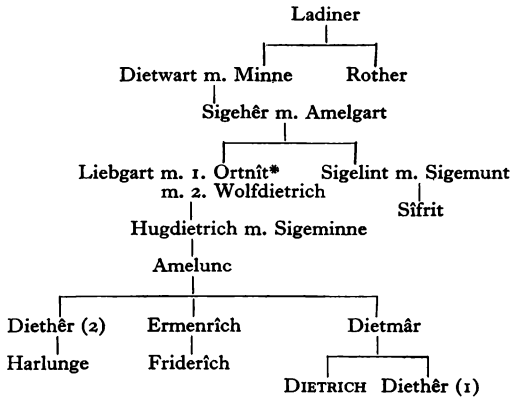 Ladiner
Dietwart m. Minne Rother
Sigehêr m. Amelgart
Liebgart m. 1. Ortnît* Sigelint m. Sigemunt
m. 2. Wolfdietrich
Sîfrit
Hugdietrich m. Sigeminne
Amelunc
Diethêr (2) Ermenrîch Dietmâr
Harlunge Friderîch
DIETRICH Diethêr (1)